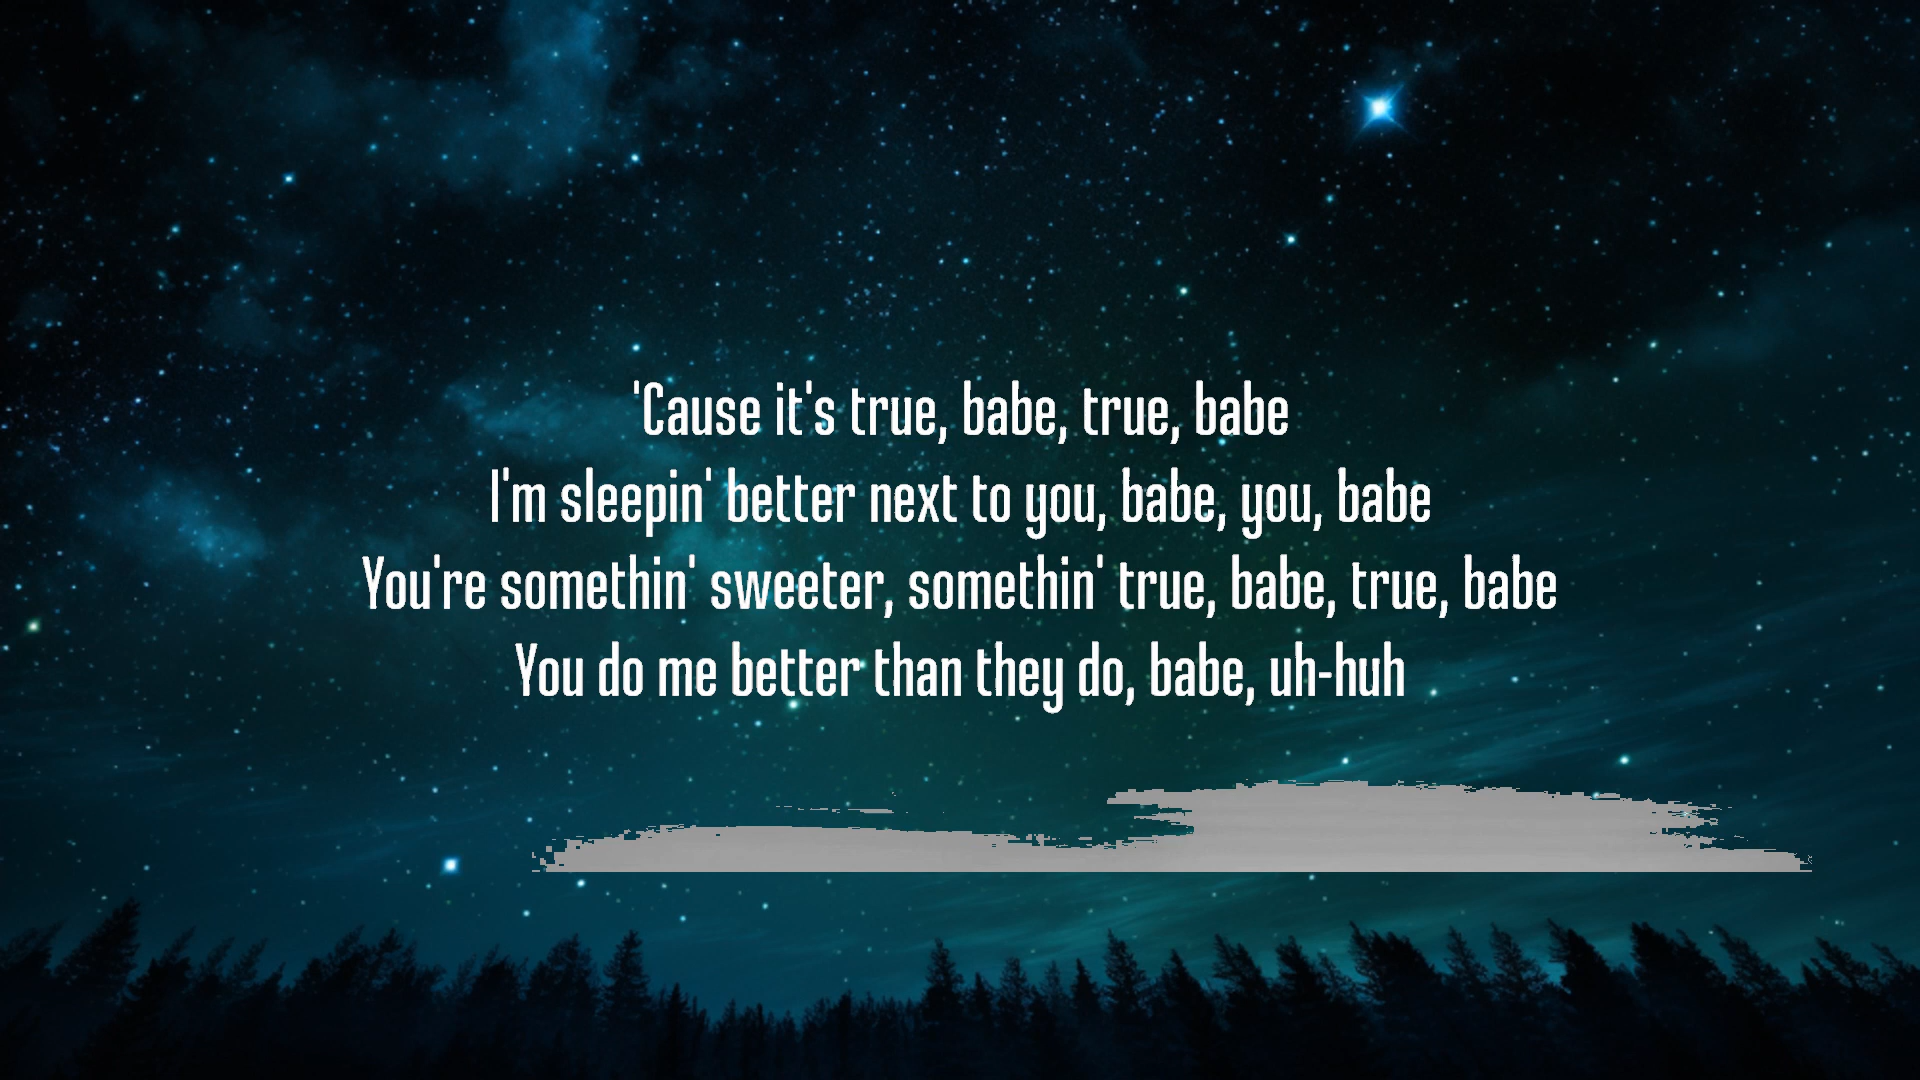 'Cause it's true, babe, true, babe
I'm sleepin' better next to you, babe, you, babe
You're somethin' sweeter, somethin' true, babe, true, babe
You do me better than they do, babe, uh-huh